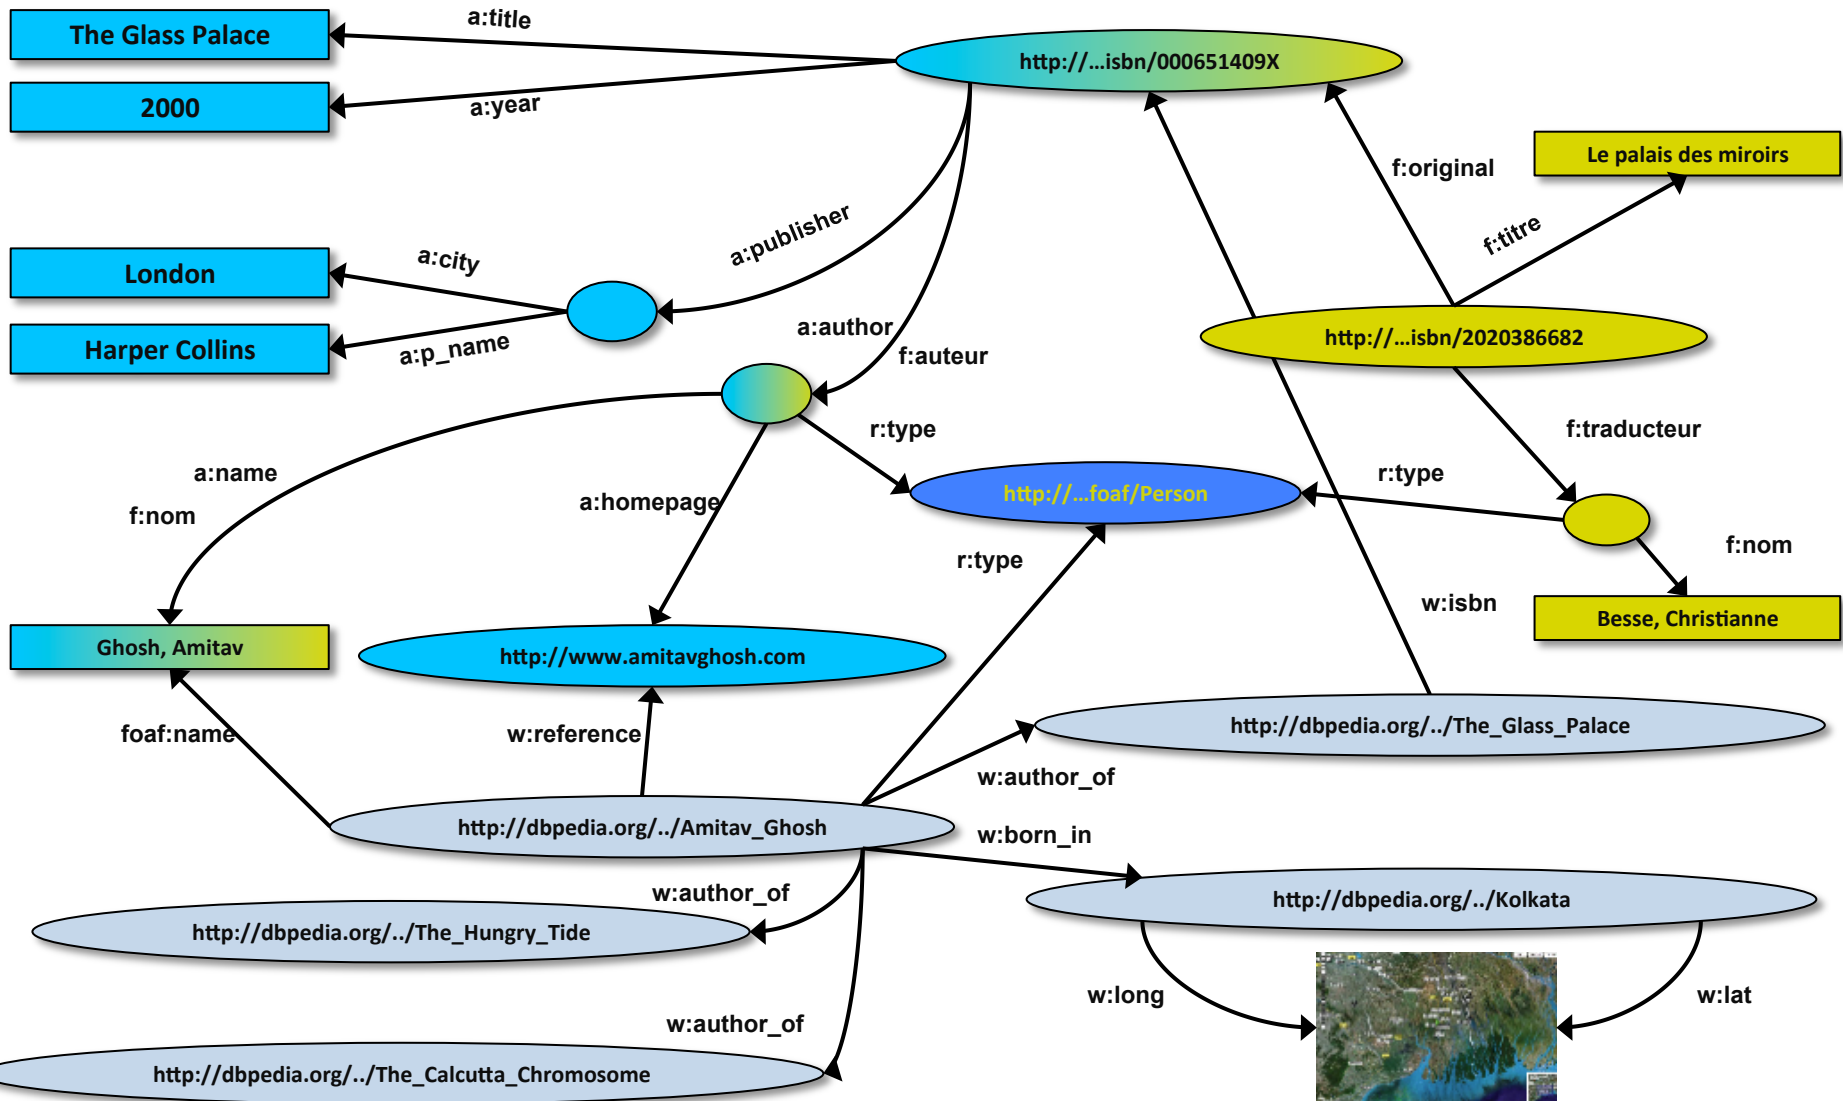 a:title
The Glass Palace
http://...isbn/000651409X
2000
a:year
Le palais des miroirs
f:original
a:publisher
f:titre
a:city
London
a:author
http://...isbn/2020386682
Harper Collins
a:p_name
f:auteur
r:type
f:traducteur
a:name
r:type
a:homepage
http://...foaf/Person
f:nom
f:nom
r:type
w:isbn
Besse, Christianne
Ghosh, Amitav
http://www.amitavghosh.com
http://dbpedia.org/../The_Glass_Palace
foaf:name
w:reference
w:author_of
http://dbpedia.org/../Amitav_Ghosh
w:born_in
w:author_of
http://dbpedia.org/../Kolkata
http://dbpedia.org/../The_Hungry_Tide
w:long
w:lat
w:author_of
http://dbpedia.org/../The_Calcutta_Chromosome